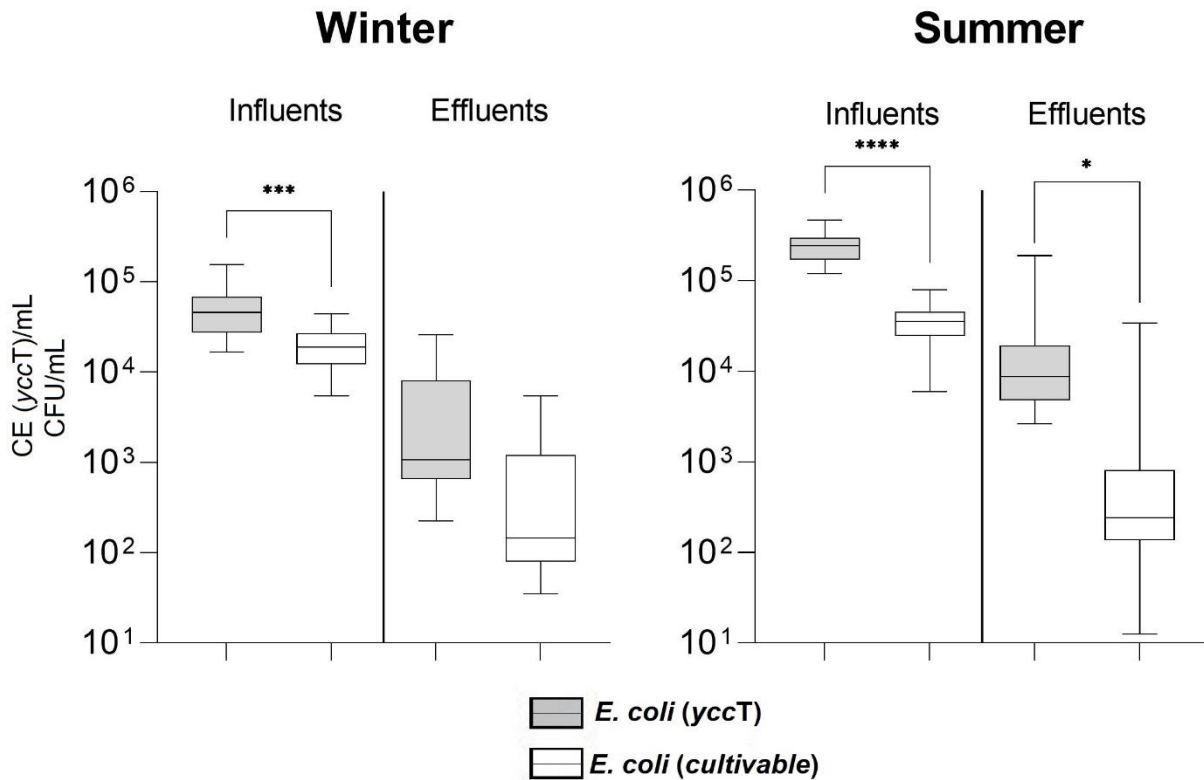 Winter
Summer
Influents
Effluents
Influents
Effluents
***
****
*
CE (yccT)/mL
CFU/mL
10⁶
10⁵
10⁴
10³
10²
10¹
10⁶
10⁵
10⁴
10³
10²
10¹
E. coli (yccT)
E. coli (cultivable)